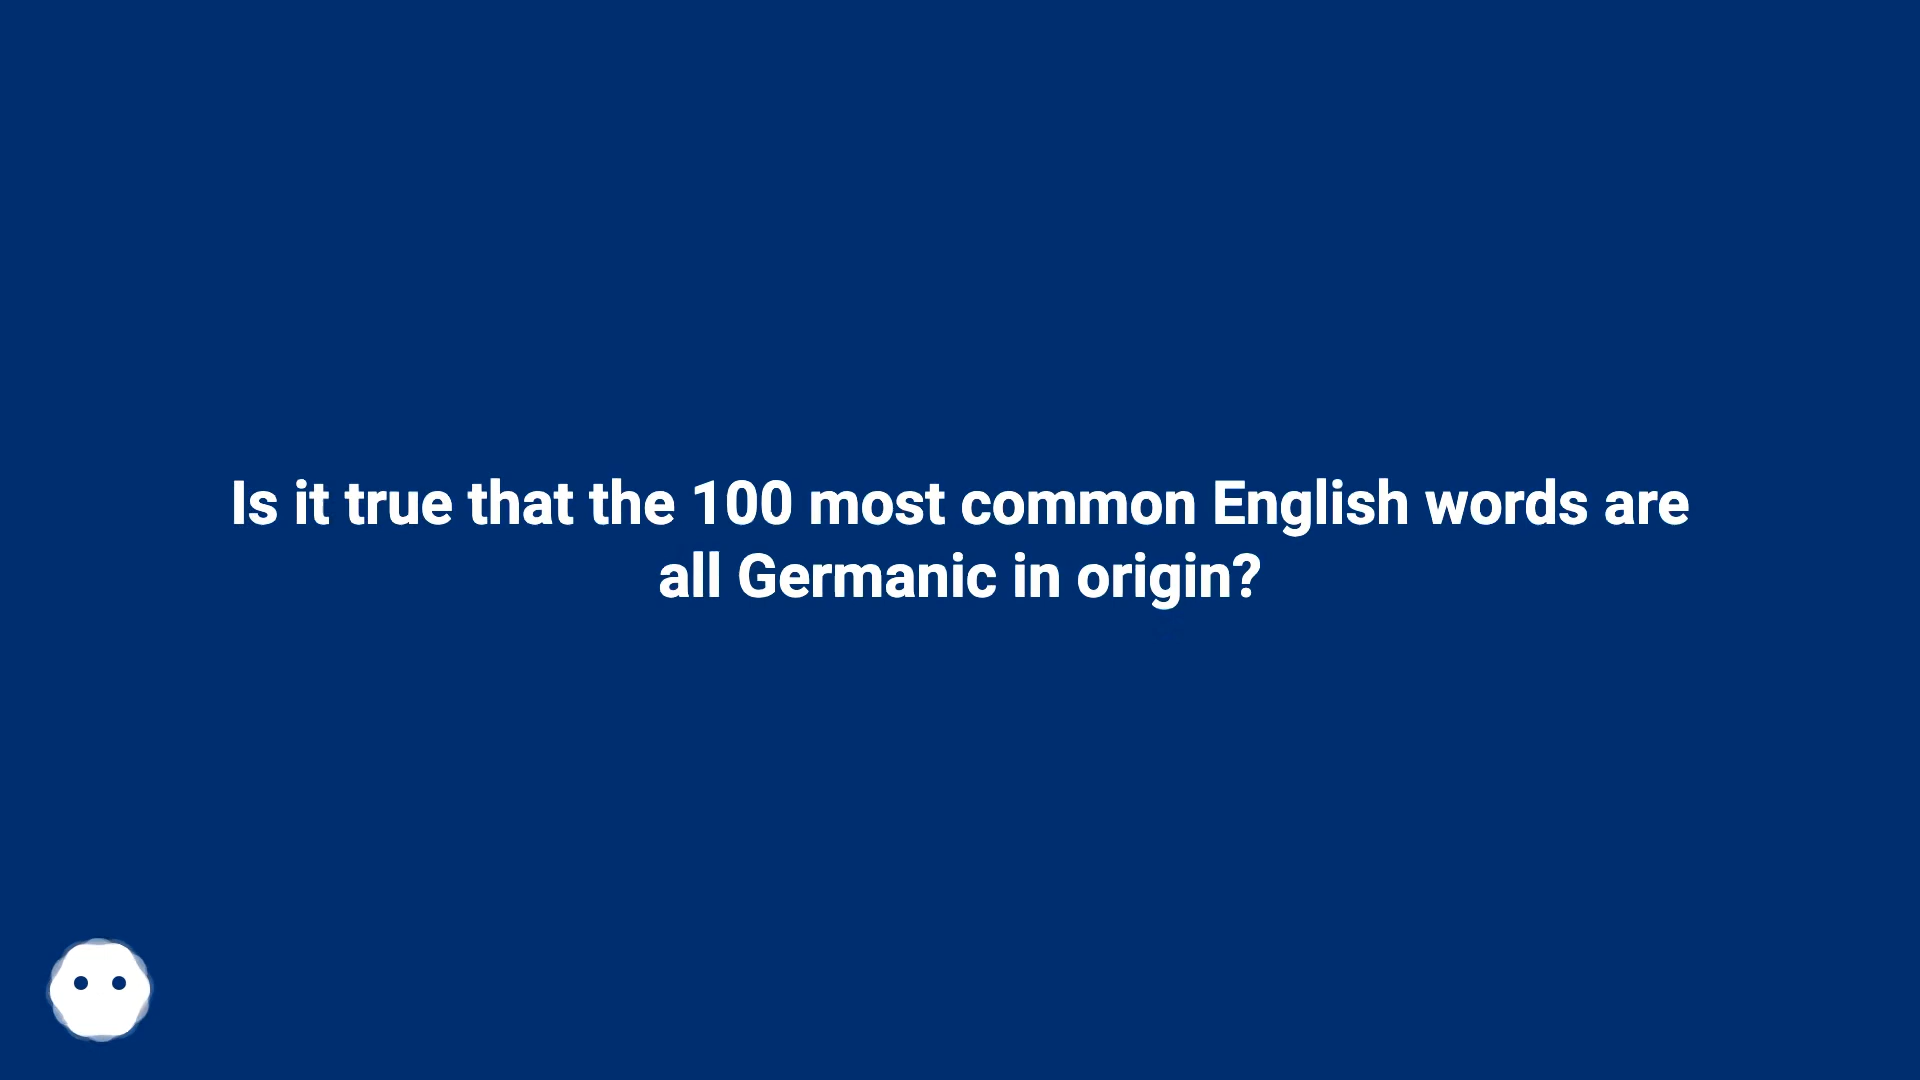 Is it true that the 100 most common English words are
all Germanic in origin?